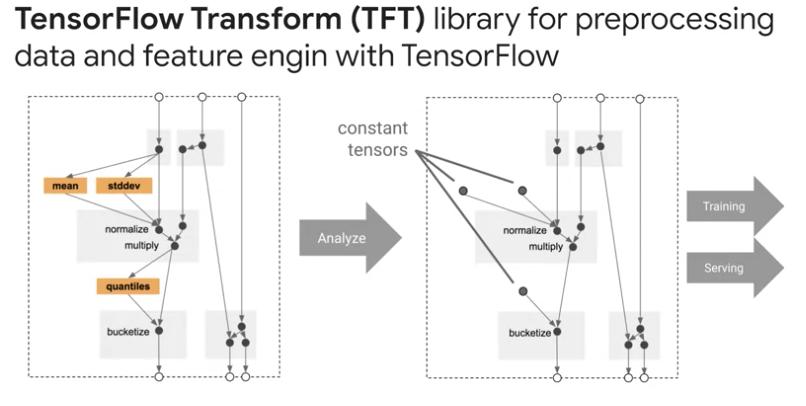 TensorFlow Transform (TFT) library for preprocessing
data and feature engin with TensorFlow
mean
stddev
normalize
multiply
quantiles
bucketize
Analyze
constant
tensors
normalize
multiply
bucketize
Training
Serving